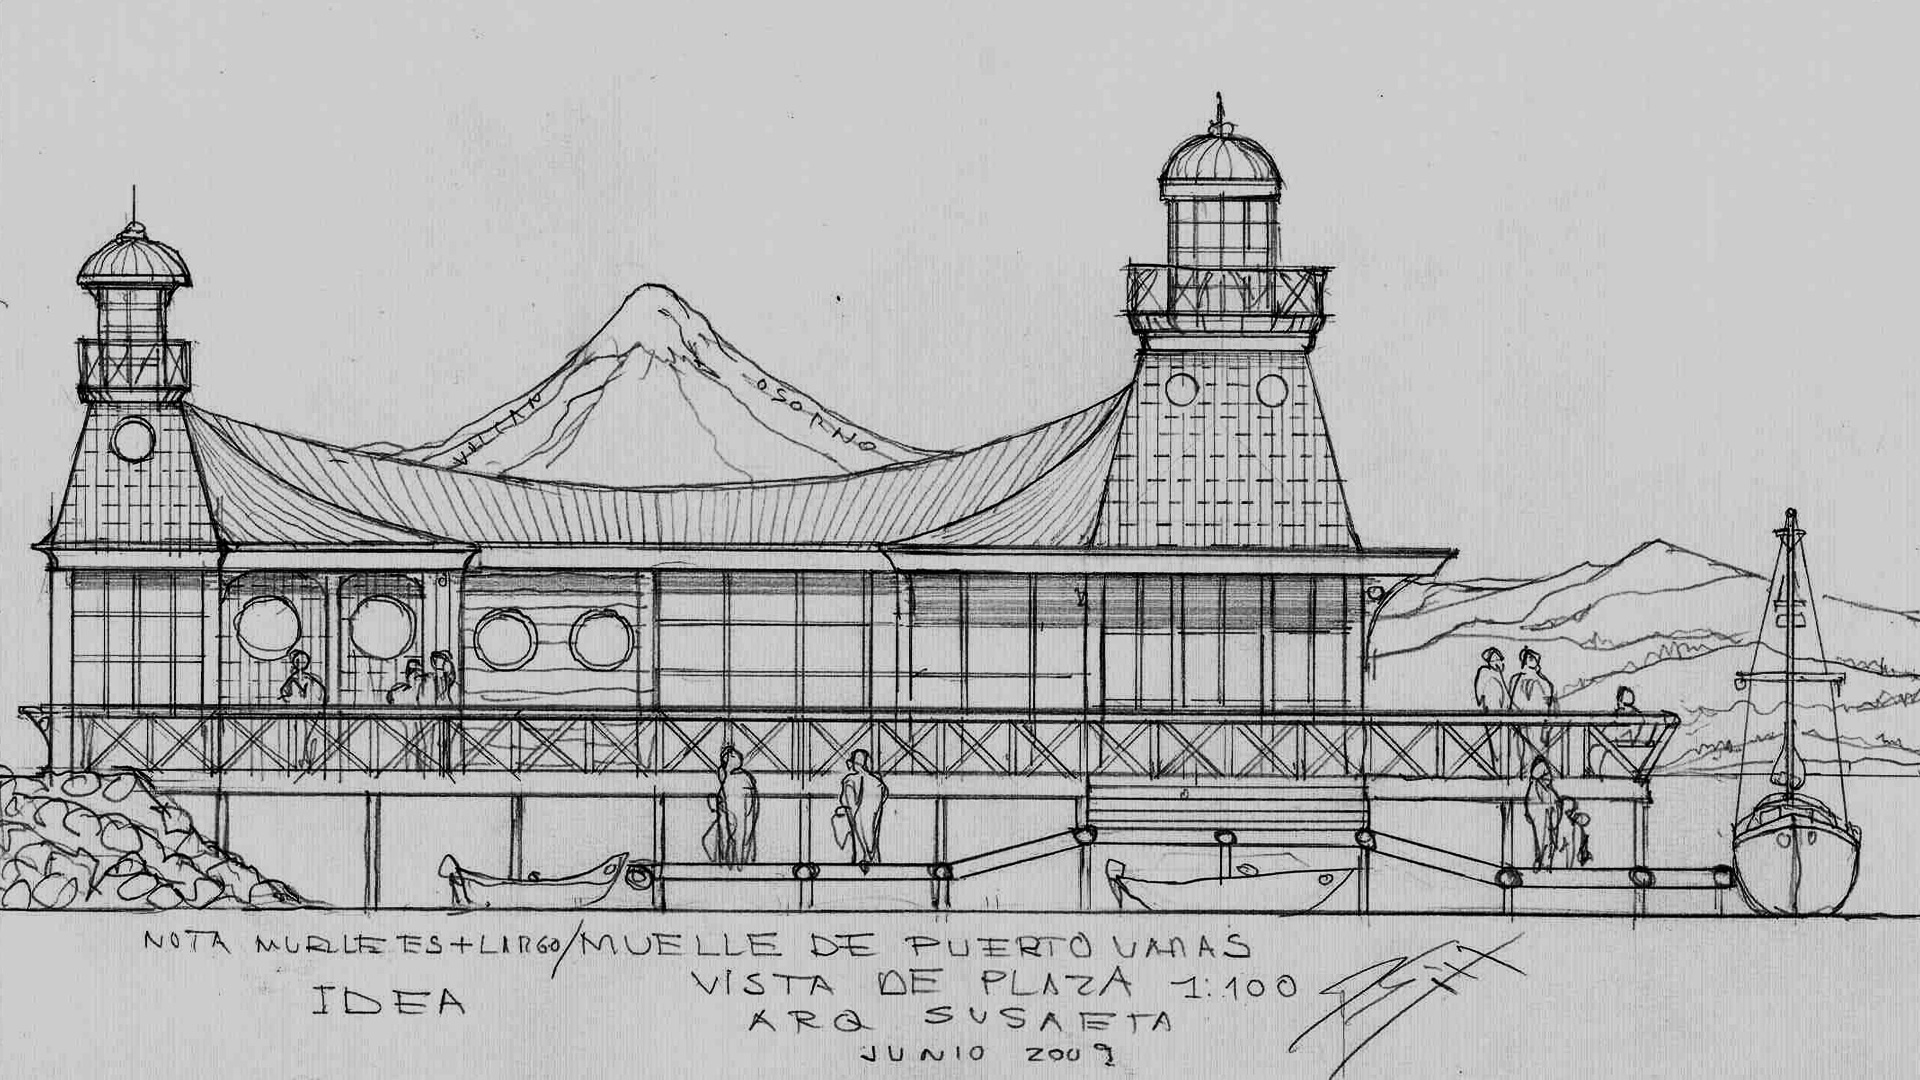 VULCAN OSORNO
NOTA MUELLE ES+LARGO/MUELLE DE PUERTO VARAS
IDEA
VISTA DE PLAZA 1:100
ARQ SUSAETA
JUNIO 2009